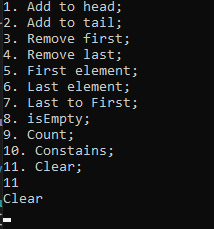 1. Add to head;
2. Add to tail;
3. Remove first;
4. Remove last;
5. First element;
6. Last element;
7. Last to First;
8. isEmpty;
9. Count;
10. Constains;
11. Clear;
11
Clear